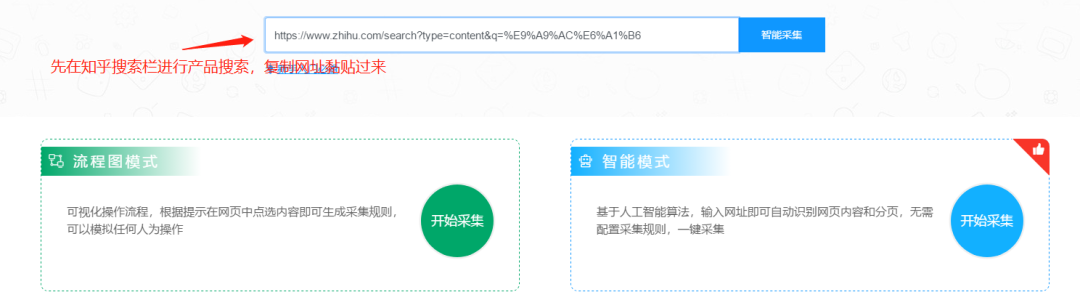 https://www.zhihu.com/search?type=content&q=%E9%A9%AC%E6%A1%B6
智能采集
先在知乎搜索栏进行产品搜索，复制网址黏贴过来
流程图模式
可视化操作流程，根据提示在网页中点选内容即可生成采集规则，
可以模拟任何人为操作
开始采集
智能模式
基于人工智能算法，输入网址即可自动识别网页内容和分页，无需
配置采集规则，一键采集
开始采集